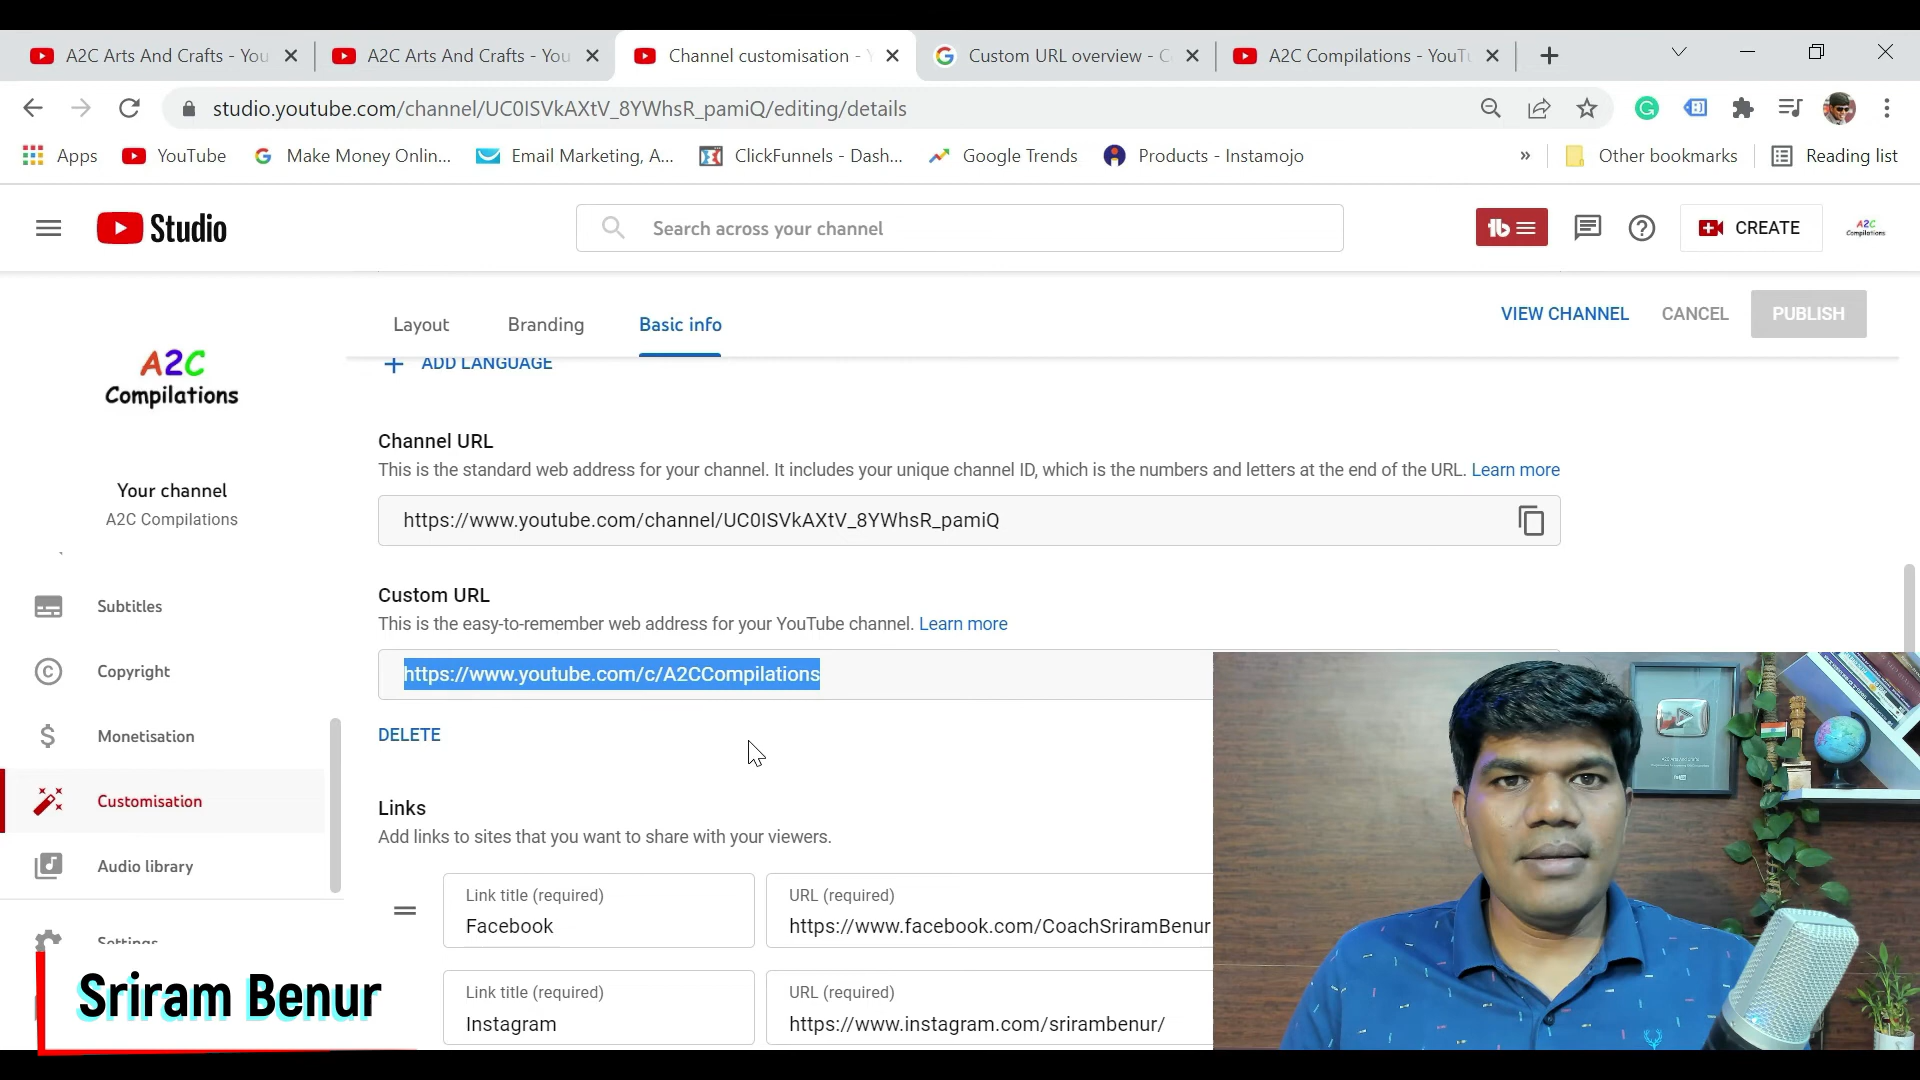 A2C Arts And Crafts - You
A2C Arts And Crafts - You
Channel customisation -
Custom URL overview - C
A2C Compilations - YouTu
studio.youtube.com/channel/UC0ISVkAXtV_8YWhsR_pamiQ/editing/details
Apps
YouTube
Make Money Onlin...
Email Marketing, A...
ClickFunnels - Dash...
Google Trends
Products - Instamojo
»
Other bookmarks
Reading list
Studio
Search across your channel
CREATE
A2C
Compilations
Layout
Branding
Basic info
VIEW CHANNEL
CANCEL
PUBLISH
A2C
Compilations
Your channel
A2C Compilations
Subtitles
Copyright
Monetisation
Customisation
Audio library
Settings
+ ADD LANGUAGE
Channel URL
This is the standard web address for your channel. It includes your unique channel ID, which is the numbers and letters at the end of the URL. Learn more
https://www.youtube.com/channel/UC0ISVkAXtV_8YWhsR_pamiQ
Custom URL
This is the easy-to-remember web address for your YouTube channel. Learn more
https://www.youtube.com/c/A2CCompilations
DELETE
Links
Add links to sites that you want to share with your viewers.
Link title (required)
Facebook
URL (required)
https://www.facebook.com/CoachSriramBenur
Link title (required)
Instagram
URL (required)
https://www.instagram.com/srirambenur/
Sriram Benur